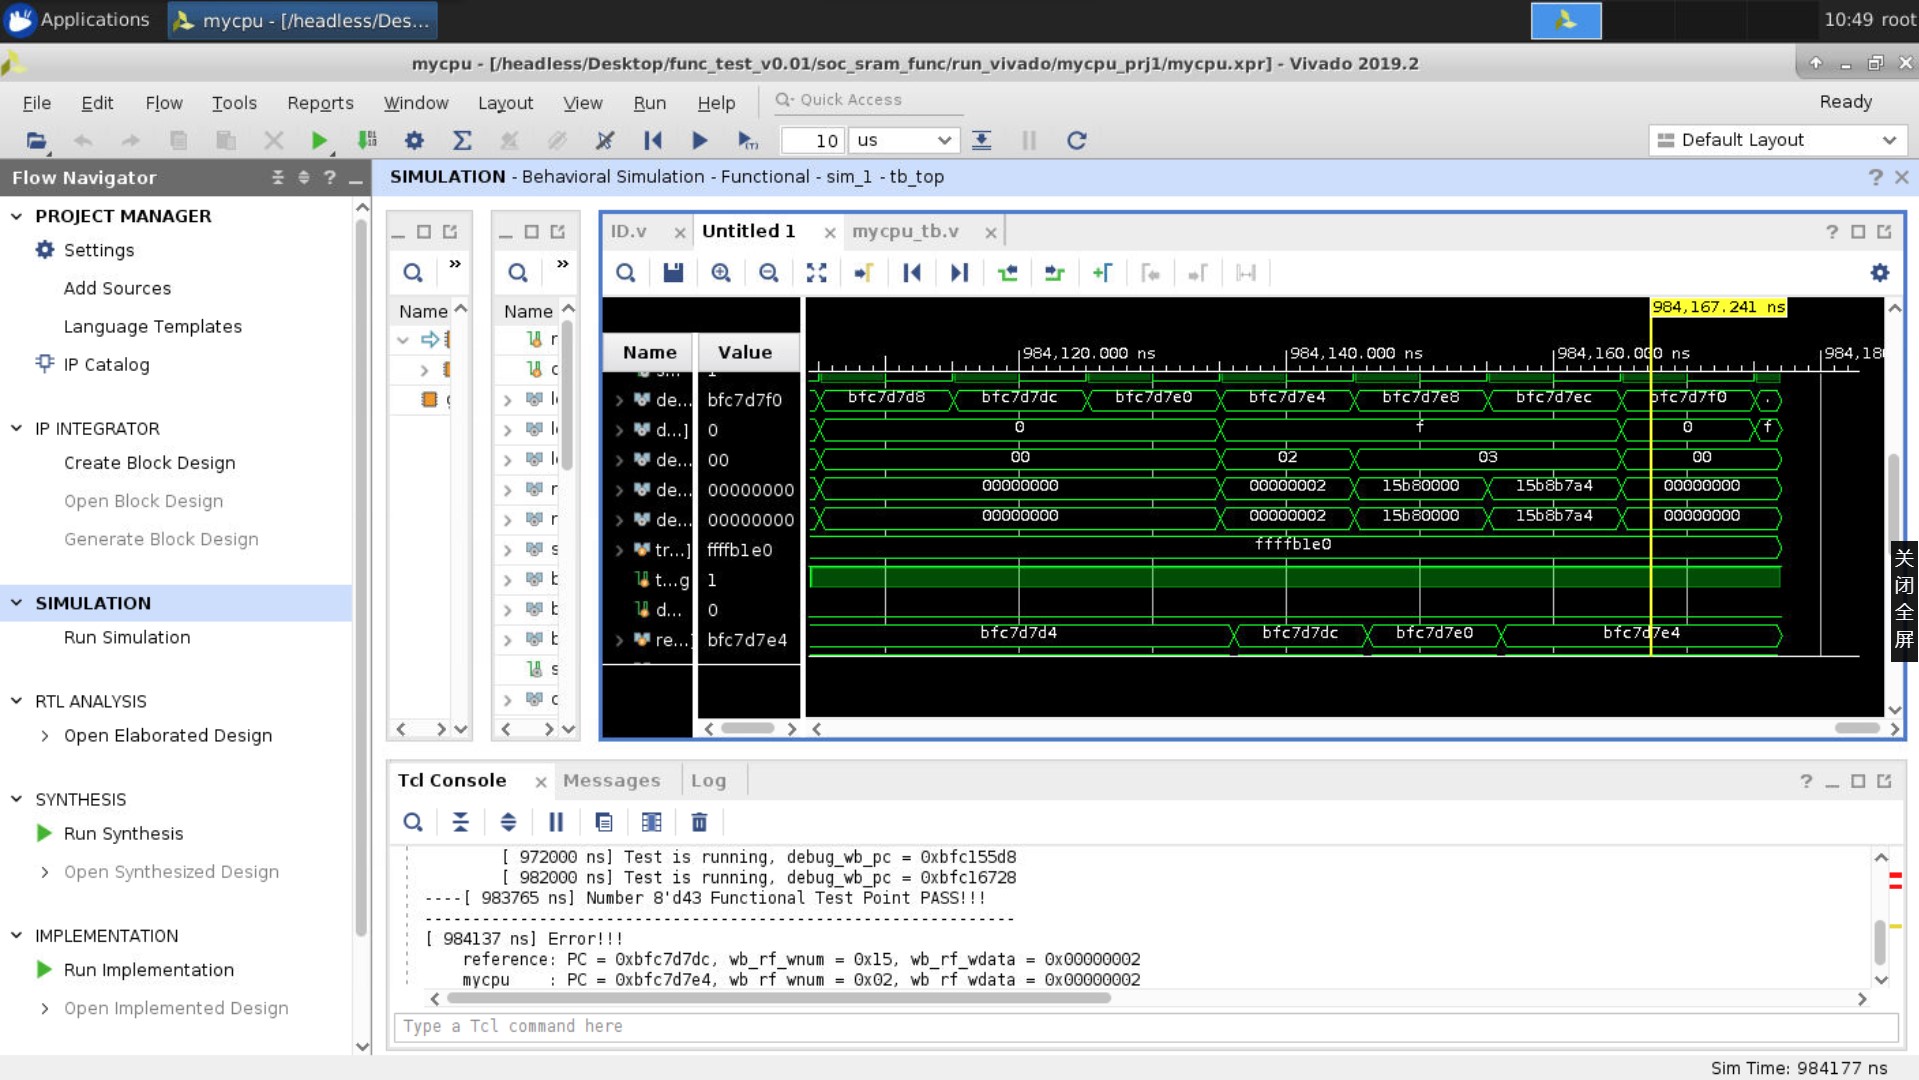 Applications
mycpu - [/headless/Des...
10:49 root
mycpu - [/headless/Desktop/func_test_v0.01/soc_sram_func/run_vivado/mycpu_prj1/mycpu.xpr] - Vivado 2019.2
File Edit Flow Tools Reports Window Layout View Run Help Quick Access Ready
10 us Default Layout
Flow Navigator
PROJECT MANAGER
Settings
Add Sources
Language Templates
IP Catalog
IP INTEGRATOR
Create Block Design
Open Block Design
Generate Block Design
SIMULATION
Run Simulation
RTL ANALYSIS
Open Elaborated Design
SYNTHESIS
Run Synthesis
Open Synthesized Design
IMPLEMENTATION
Run Implementation
Open Implemented Design
SIMULATION - Behavioral Simulation - Functional - sim_1 - tb_top
Name
Name
ID.v Untitled 1 mycpu_tb.v
984,167.241 ns
Name Value 984,120.000 ns 984,140.000 ns 984,160.000 ns 984,18
de... bfc7d7f0 bfc7d7d8 bfc7d7dc bfc7d7e0 bfc7d7e4 bfc7d7e8 bfc7d7ec bfc7d7f0 .
d...] 0 0 f 0 f
de... 00 00 02 03 00
de... 00000000 00000000 00000002 15b80000 15b8b7a4 00000000
de... 00000000 00000000 00000002 15b80000 15b8b7a4 00000000
tr...] ffffb1e0 ffffb1e0
t...g 1
d... 0
re...] bfc7d7e4 bfc7d7d4 bfc7d7dc bfc7d7e0 bfc7d7e4
关闭全屏
Tcl Console Messages Log
[ 972000 ns] Test is running, debug_wb_pc = 0xbfc155d8
[ 982000 ns] Test is running, debug_wb_pc = 0xbfc16728
----[ 983765 ns] Number 8'd43 Functional Test Point PASS!!!
--------------------------------------------------------------
[ 984137 ns] Error!!!
reference: PC = 0xbfc7d7dc, wb_rf_wnum = 0x15, wb_rf_wdata = 0x00000002
mycpu : PC = 0xbfc7d7e4, wb_rf_wnum = 0x02, wb_rf_wdata = 0x00000002
Type a Tcl command here
Sim Time: 984177 ns